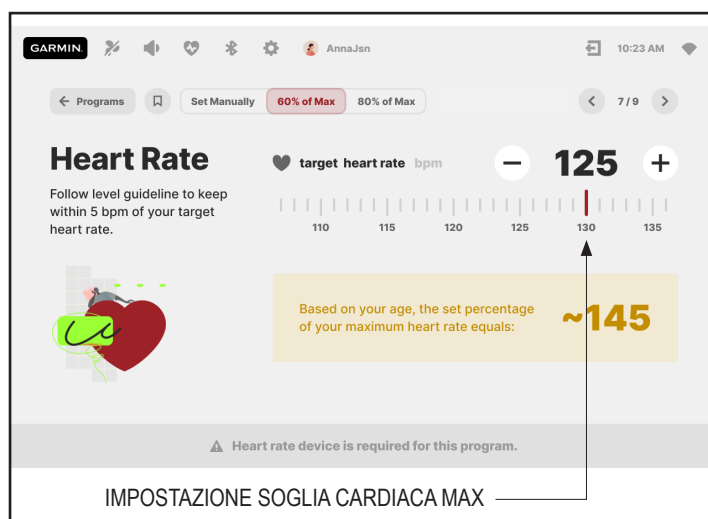 GARMIN.
AnnaJsn
10:23 AM
Programs
Set Manually
60% of Max
80% of Max
7 / 9
Heart Rate
target heart rate bpm
125
Follow level guideline to keep
within 5 bpm of your target
heart rate.
110 115 120 125 130 135
Based on your age, the set percentage
of your maximum heart rate equals:
~145
Heart rate device is required for this program.
IMPOSTAZIONE SOGLIA CARDIACA MAX